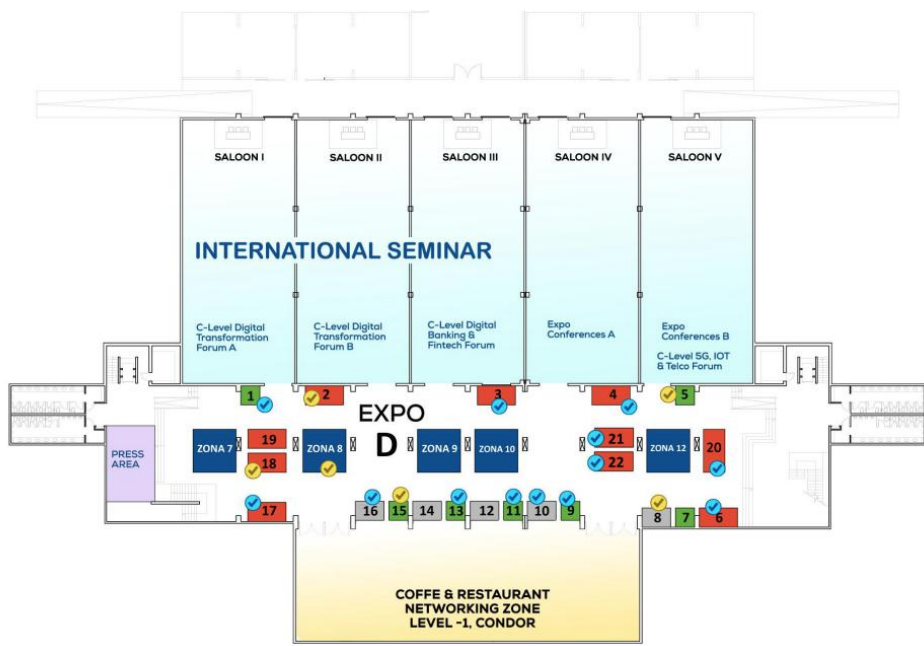 SALOON I
SALOON II
SALOON III
SALOON IV
SALOON V
INTERNATIONAL SEMINAR
C-Level Digital
Transformation
Forum A
C-Level Digital
Transformation
Forum B
C-Level Digital
Banking &
Fintech Forum
Expo
Conferences A
Expo
Conferences B
C-Level 5G, IOT
& Telco Forum
1
2
3
4
5
EXPO
D
PRESS
AREA
ZONA 7
19
18
ZONA 8
ZONA 9
ZONA 10
21
22
ZONA 12
20
17
16
15
14
13
12
11
10
9
8
7
6
COFFE & RESTAURANT
NETWORKING ZONE
LEVEL -1, CONDOR